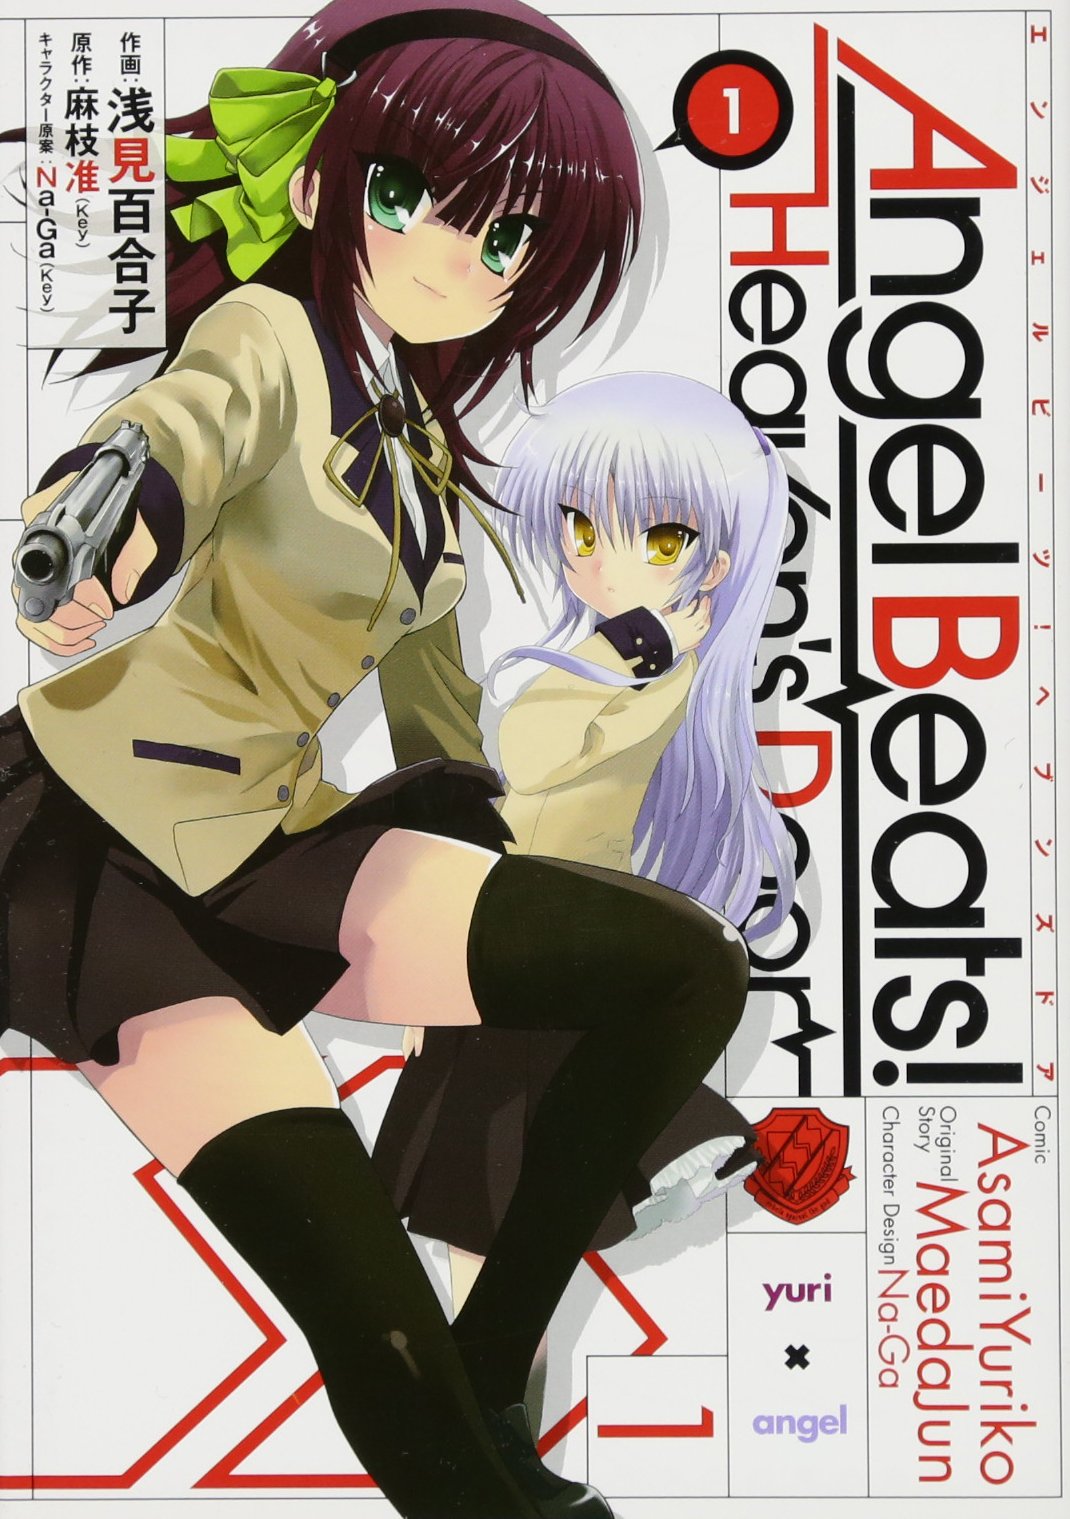 エンジェルビーツ!ヘブンズドア
Angel Beats!
Heaven's Door
1
作画:浅見百合子
原作:麻枝准(Key)
キャラクター原案:Na-Ga(Key)
Comic
Asami Yuriko
Original
Story
Maeda Jun
Character Design
Na-Ga
yuri
×
angel
1